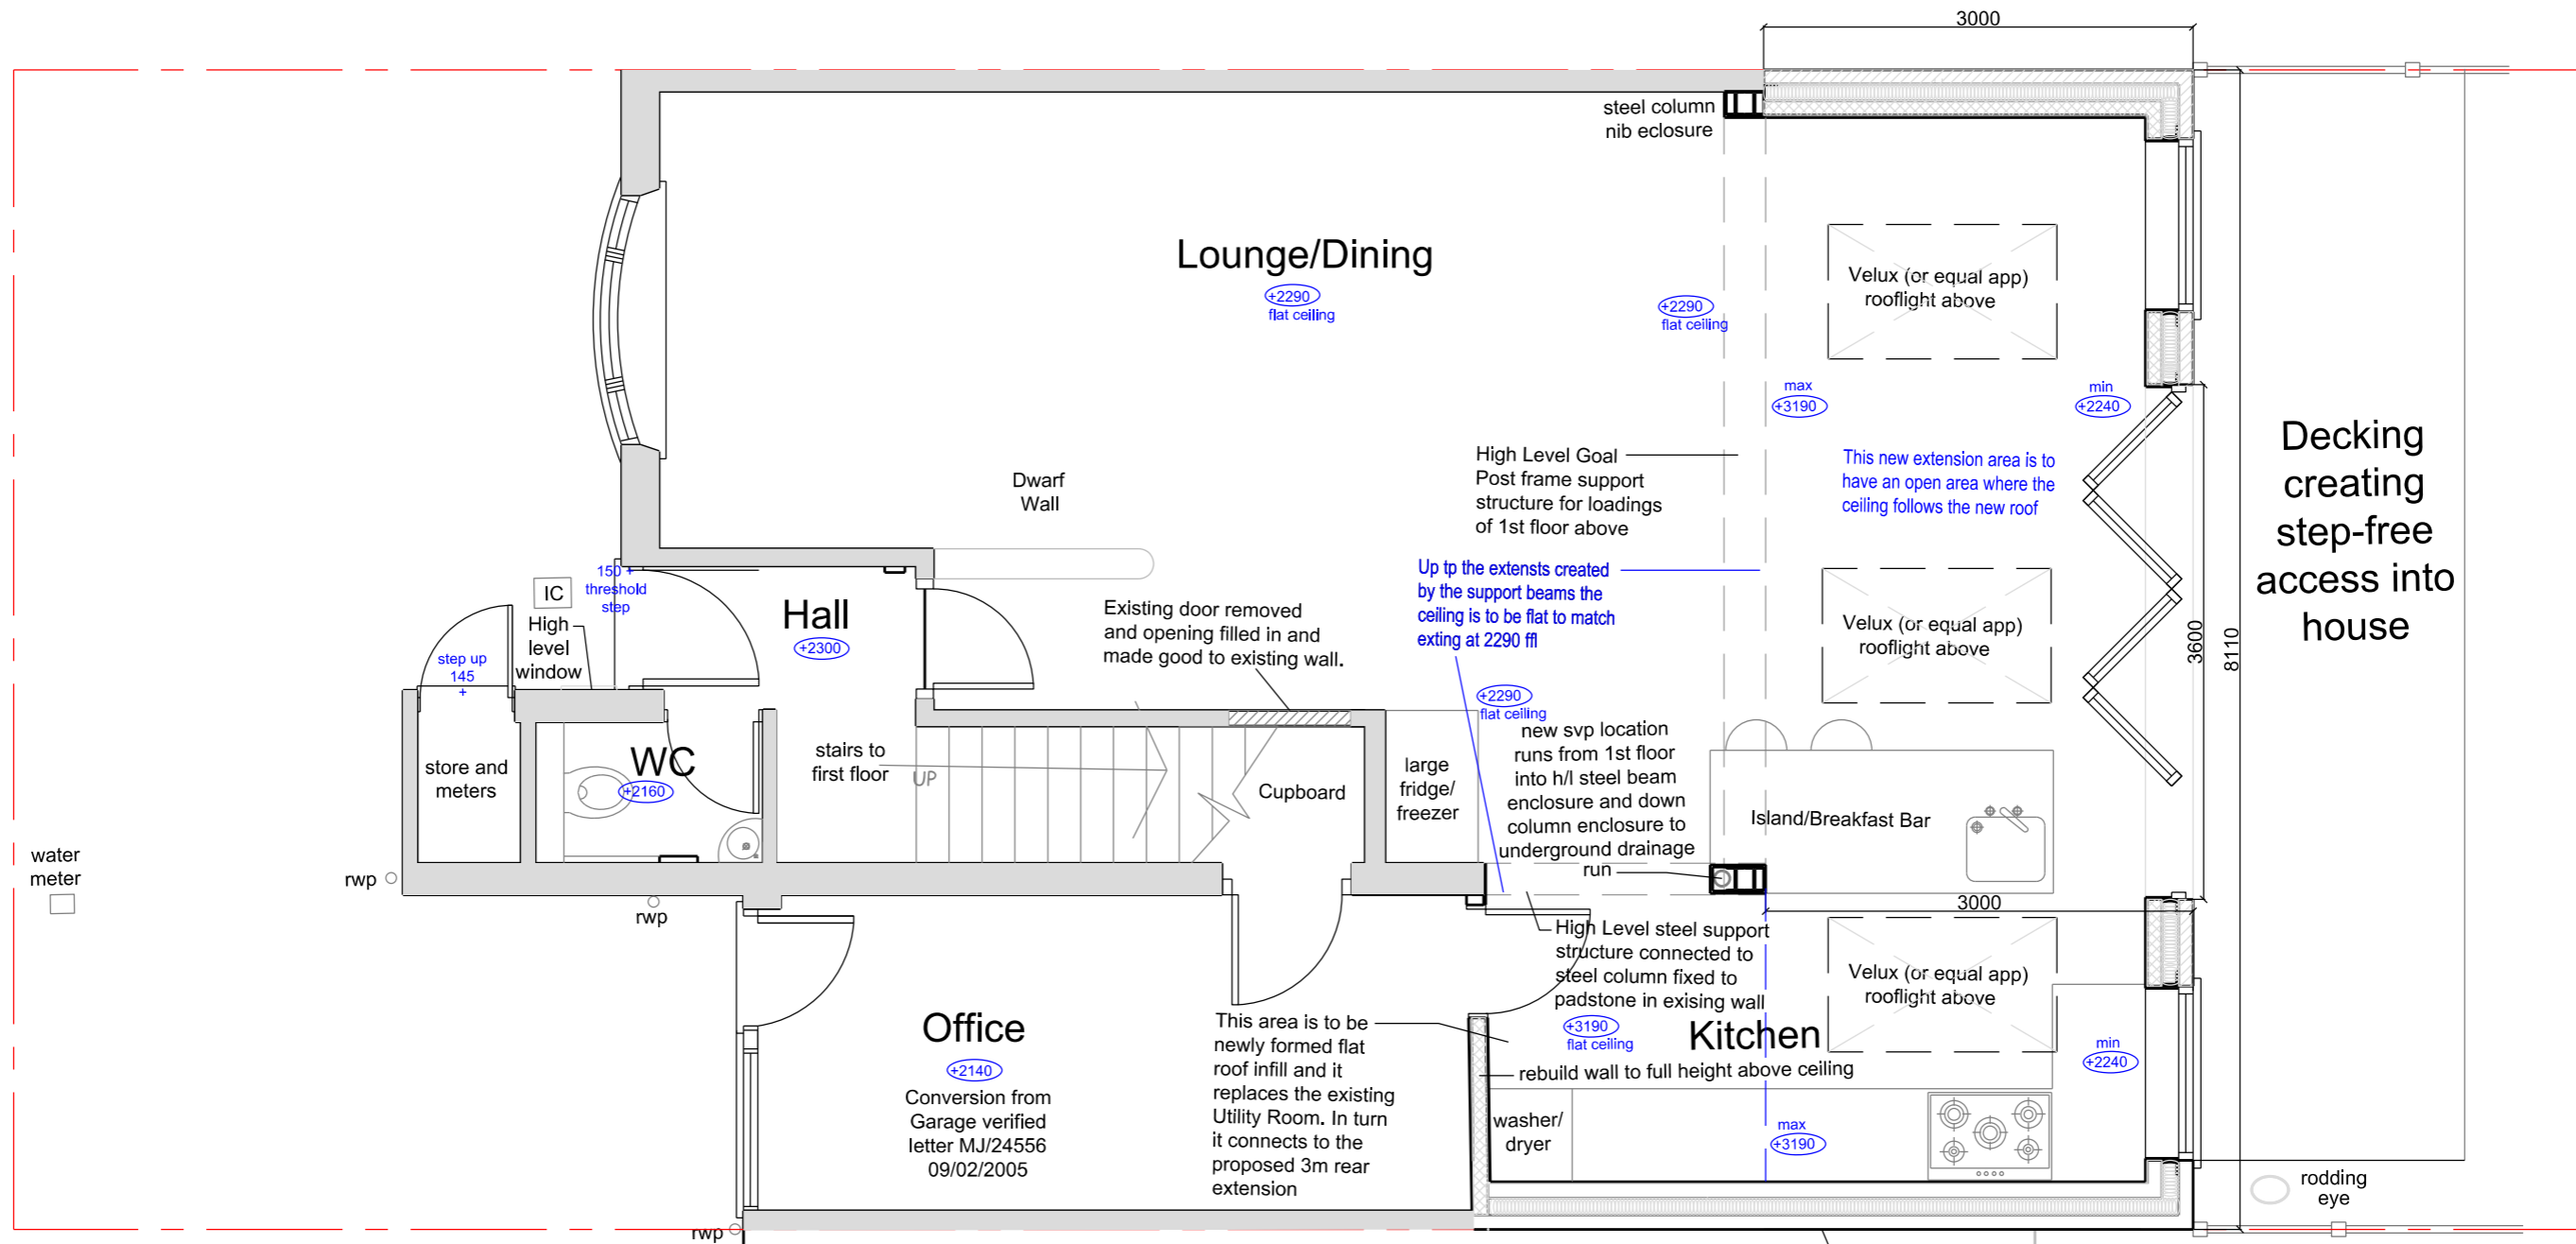 3000
steel column
nib eclosure
Lounge/Dining
+2290
flat ceiling
+2290
flat ceiling
Velux (or equal app)
rooflight above
max
+3190
min
+2240
Decking
creating
step-free
access into
house
High Level Goal
Post frame support
structure for loadings
of 1st floor above
This new extension area is to
have an open area where the
ceiling follows the new roof
Dwarf
Wall
Up tp the extensts created
by the support beams the
ceiling is to be flat to match
exting at 2290 ffl
150 +
threshold
step
IC
High
level
window
Hall
+2300
Existing door removed
and opening filled in and
made good to existing wall.
Velux (or equal app)
rooflight above
3600
8110
step up
145
+
+2290
flat ceiling
new svp location
runs from 1st floor
into h/l steel beam
enclosure and down
column enclosure to
underground drainage
run
store and
meters
WC
+2160
stairs to
first floor
UP
Cupboard
large
fridge/
freezer
Island/Breakfast Bar
water
meter
rwp
rwp
3000
High Level steel support
structure connected to
steel column fixed to
padstone in exising wall
Velux (or equal app)
rooflight above
Office
+2140
Conversion from
Garage verified
letter MJ/24556
09/02/2005
This area is to be
newly formed flat
roof infill and it
replaces the existing
Utility Room. In turn
it connects to the
proposed 3m rear
extension
+3190
flat ceiling
Kitchen
rebuild wall to full height above ceiling
min
+2240
washer/
dryer
max
+3190
rodding
eye
rwp